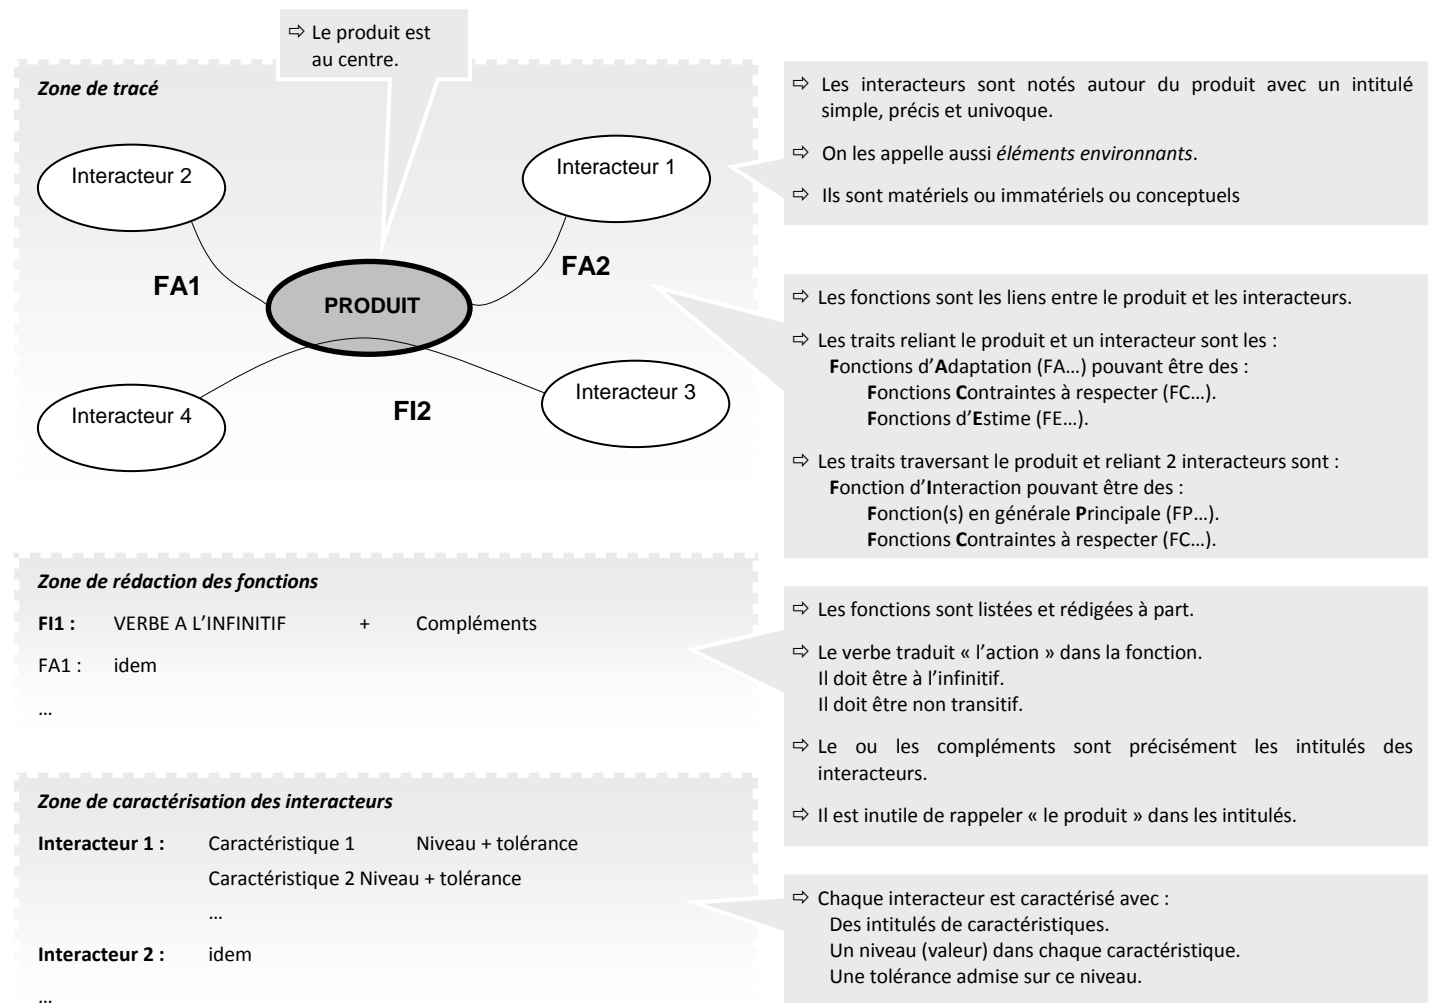 ⇨ Le produit est
au centre.
Zone de tracé
Interacteur 2
Interacteur 1
FA1
FA2
PRODUIT
Interacteur 4
FI2
Interacteur 3
⇨ Les interacteurs sont notés autour du produit avec un intitulé
simple, précis et univoque.
⇨ On les appelle aussi éléments environnants.
⇨ Ils sont matériels ou immatériels ou conceptuels
⇨ Les fonctions sont les liens entre le produit et les interacteurs.
⇨ Les traits reliant le produit et un interacteur sont les :
Fonctions d’Adaptation (FA…) pouvant être des :
Fonctions Contraintes à respecter (FC…).
Fonctions d’Estime (FE…).
⇨ Les traits traversant le produit et reliant 2 interacteurs sont :
Fonction d’Interaction pouvant être des :
Fonction(s) en générale Principale (FP…).
Fonctions Contraintes à respecter (FC…).
Zone de rédaction des fonctions
FI1 : VERBE A L’INFINITIF + Compléments
FA1 : idem
…
⇨ Les fonctions sont listées et rédigées à part.
⇨ Le verbe traduit « l’action » dans la fonction.
Il doit être à l’infinitif.
Il doit être non transitif.
⇨ Le ou les compléments sont précisément les intitulés des
interacteurs.
⇨ Il est inutile de rappeler « le produit » dans les intitulés.
Zone de caractérisation des interacteurs
Interacteur 1 : Caractéristique 1 Niveau + tolérance
Caractéristique 2 Niveau + tolérance
…
Interacteur 2 : idem
…
⇨ Chaque interacteur est caractérisé avec :
Des intitulés de caractéristiques.
Un niveau (valeur) dans chaque caractéristique.
Une tolérance admise sur ce niveau.